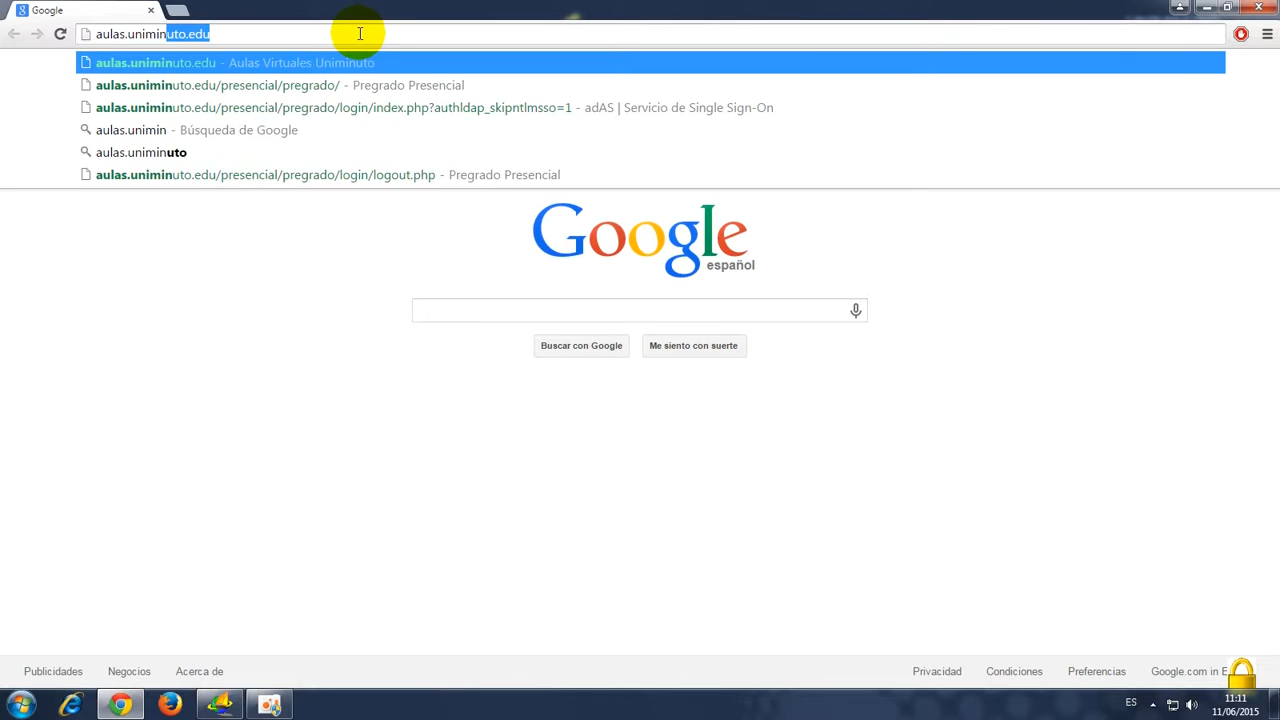 Google
aulas.uniminuto.edu
aulas.uniminuto.edu - Aulas Virtuales Uniminuto
aulas.uniminuto.edu/presencial/pregrado/ - Pregrado Presencial
aulas.uniminuto.edu/presencial/pregrado/login/index.php?authldap_skipntlmsso=1 - adAS | Servicio de Single Sign-On
aulas.unimin - Búsqueda de Google
aulas.uniminuto
aulas.uniminuto.edu/presencial/pregrado/login/logout.php - Pregrado Presencial
Google
español
Buscar con Google Me siento con suerte
Publicidades Negocios Acerca de Privacidad Condiciones Preferencias Google.com in E
ES 11:11
11/06/2015